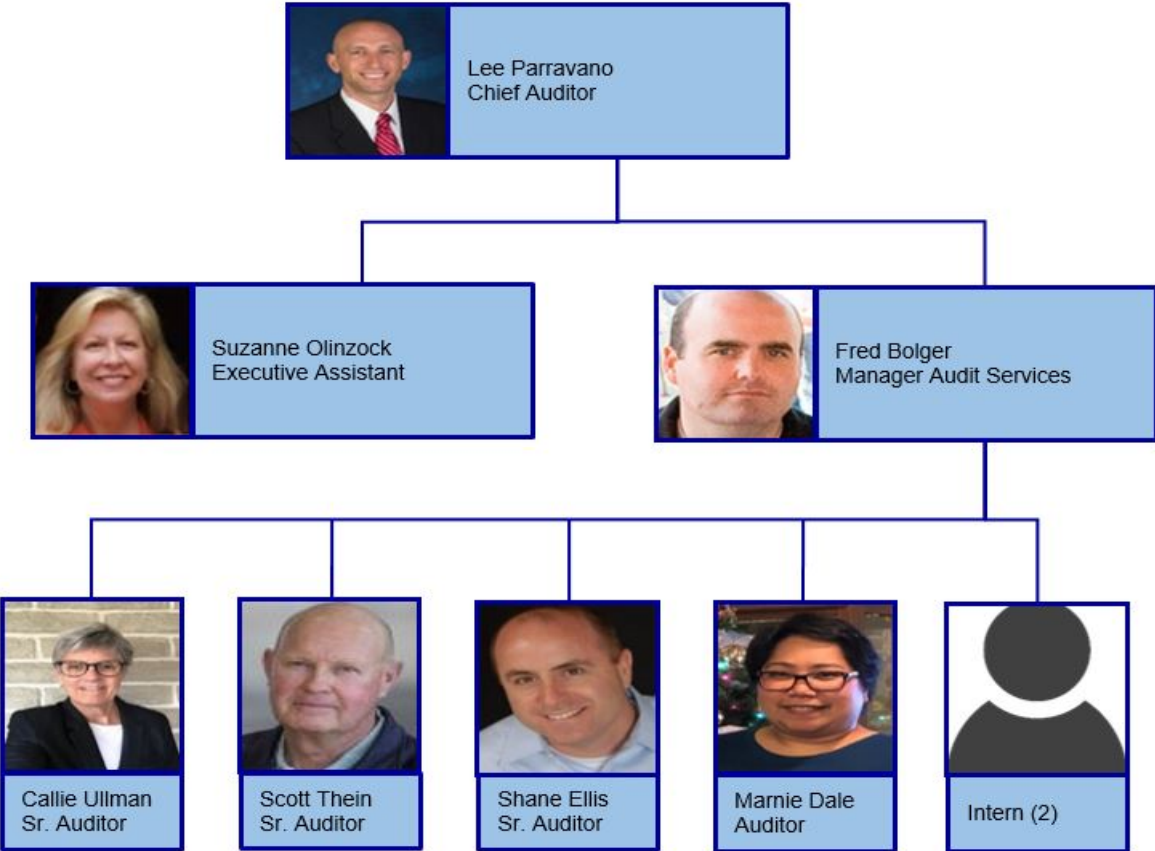 Lee Parravano
Chief Auditor
Suzanne Olinzock
Executive Assistant
Fred Bolger
Manager Audit Services
Callie Ullman
Sr. Auditor
Scott Thein
Sr. Auditor
Shane Ellis
Sr. Auditor
Marnie Dale
Auditor
Intern (2)